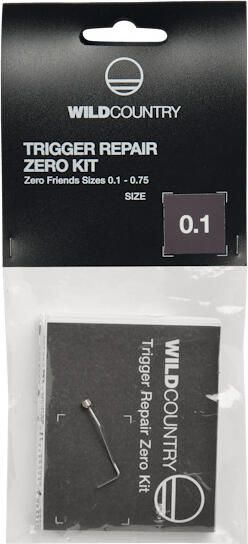 WILDCOUNTRY
TRIGGER REPAIR
ZERO KIT
Zero Friends Sizes 0.1 - 0.75
SIZE
0.1
WILDCOUNTRY
Trigger Repair Zero Kit